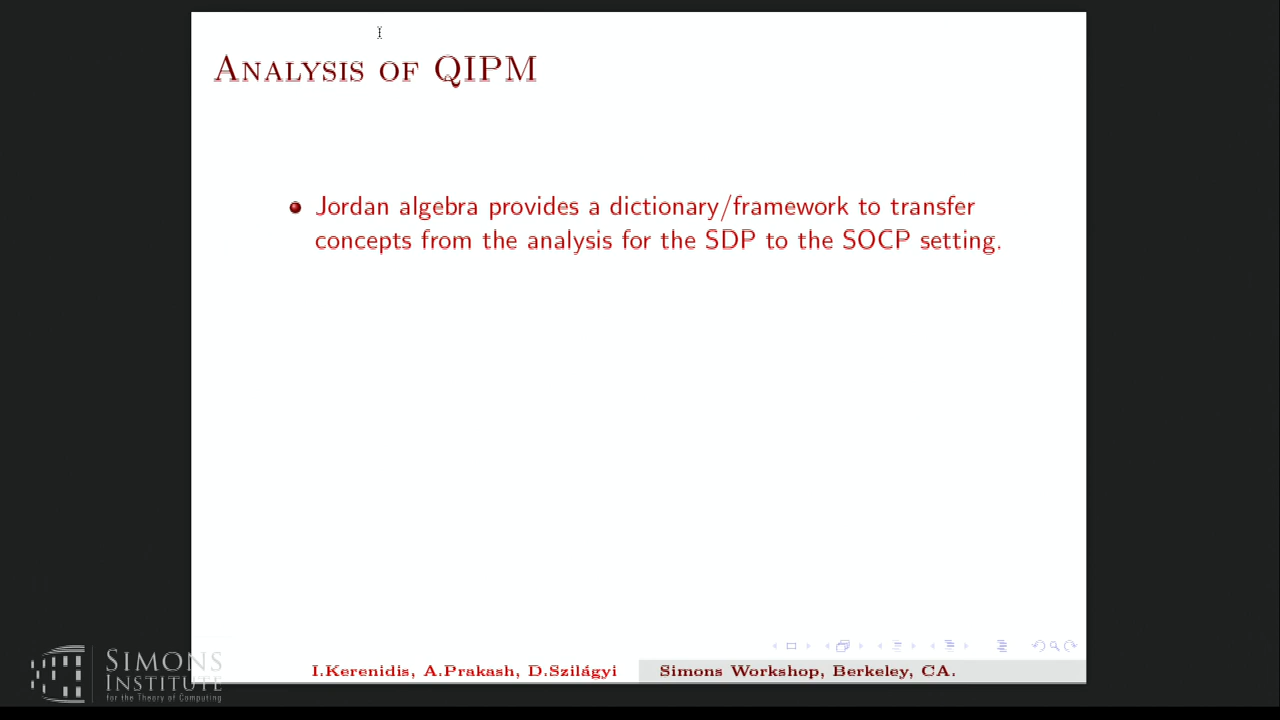 ANALYSIS OF QIPM
Jordan algebra provides a dictionary/framework to transfer
concepts from the analysis for the SDP to the SOCP setting.
I.Kerenidis, A.Prakash, D.Szilágyi
Simons Workshop, Berkeley, CA.
SIMONS
INSTITUTE
for the Theory of Computing